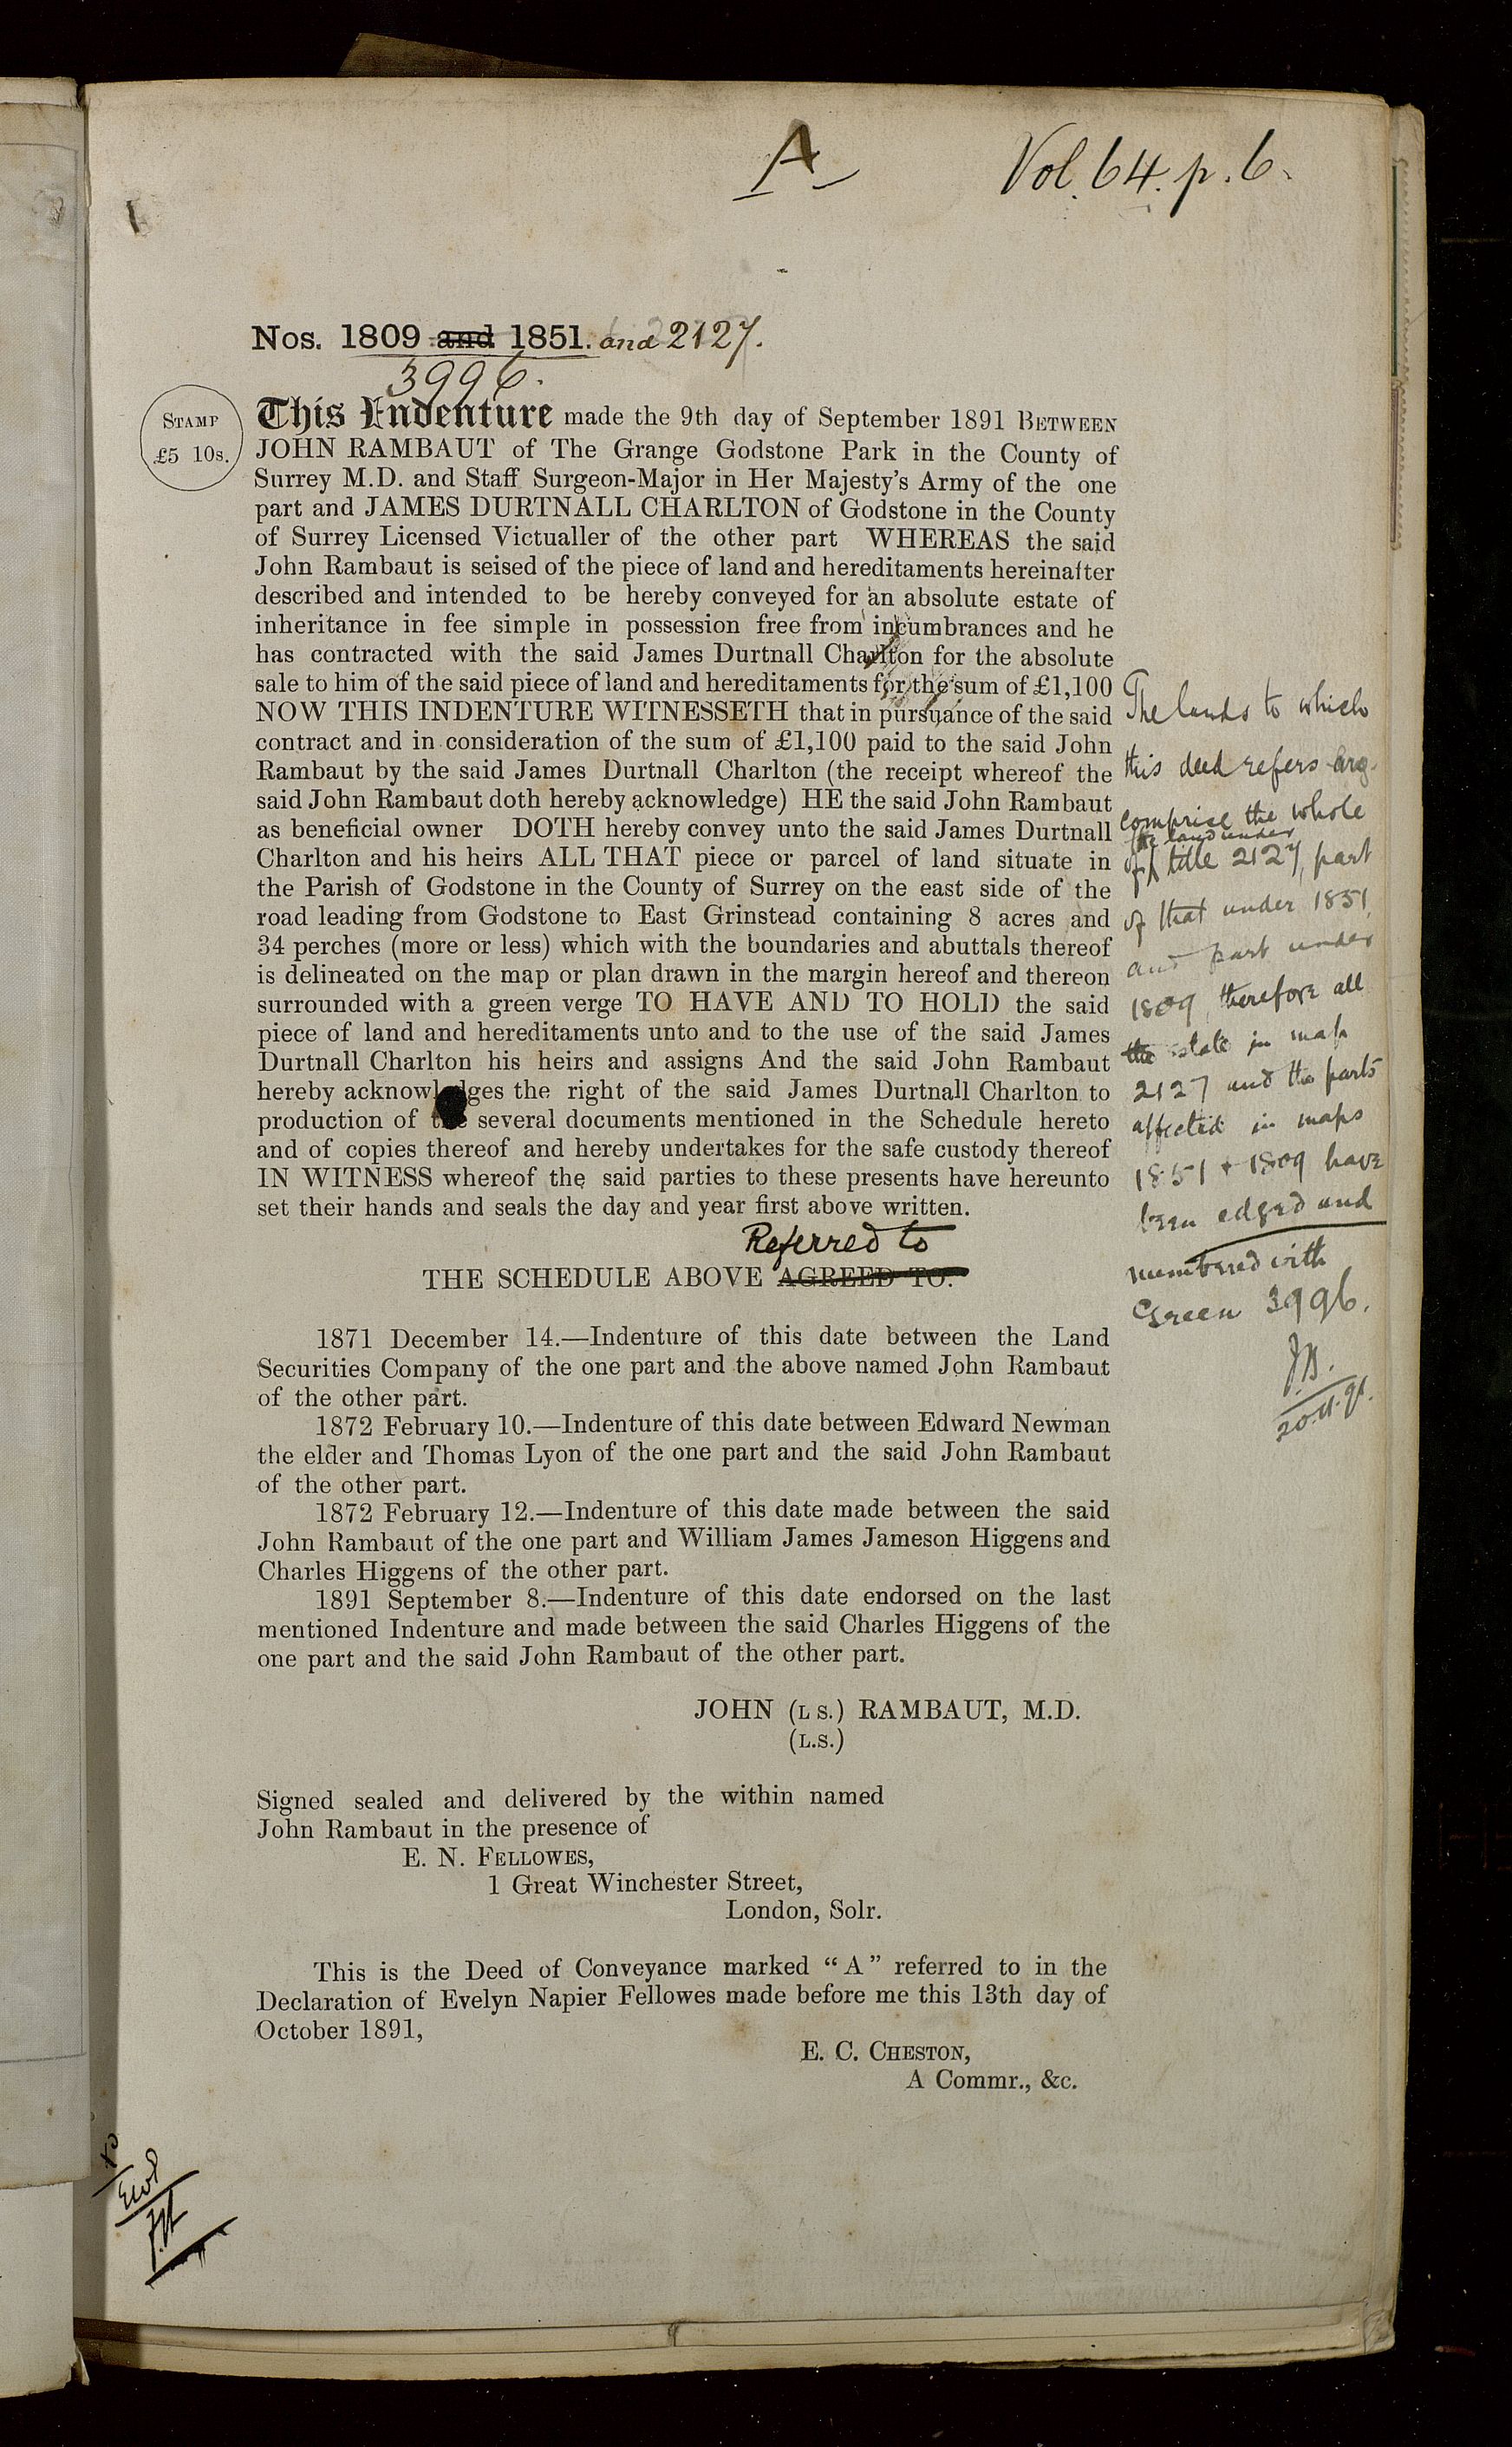 A
Vol. 64. p. 6.
Nos. 1809 and 1851. and 2127.
3996.
STAMP
£5 10s.
This Indenture made the 9th day of September 1891 BETWEEN
JOHN RAMBAUT of The Grange Godstone Park in the County of
Surrey M.D. and Staff Surgeon-Major in Her Majesty's Army of the one
part and JAMES DURTNALL CHARLTON of Godstone in the County
of Surrey Licensed Victualler of the other part WHEREAS the said
John Rambaut is seised of the piece of land and hereditaments hereinafter
described and intended to be hereby conveyed for an absolute estate of
inheritance in fee simple in possession free from incumbrances and he
has contracted with the said James Durtnall Charlton for the absolute
sale to him of the said piece of land and hereditaments for the sum of £1,100
NOW THIS INDENTURE WITNESSETH that in pursuance of the said
contract and in consideration of the sum of £1,100 paid to the said John
Rambaut by the said James Durtnall Charlton (the receipt whereof the
said John Rambaut doth hereby acknowledge) HE the said John Rambaut
as beneficial owner DOTH hereby convey unto the said James Durtnall
Charlton and his heirs ALL THAT piece or parcel of land situate in
the Parish of Godstone in the County of Surrey on the east side of the
road leading from Godstone to East Grinstead containing 8 acres and
34 perches (more or less) which with the boundaries and abuttals thereof
is delineated on the map or plan drawn in the margin hereof and thereon
surrounded with a green verge TO HAVE AND TO HOLD the said
piece of land and hereditaments unto and to the use of the said James
Durtnall Charlton his heirs and assigns And the said John Rambaut
hereby acknowledges the right of the said James Durtnall Charlton to
production of the several documents mentioned in the Schedule hereto
and of copies thereof and hereby undertakes for the safe custody thereof
IN WITNESS whereof the said parties to these presents have hereunto
set their hands and seals the day and year first above written.
Referred to
THE SCHEDULE ABOVE AGREED TO.
1871 December 14.—Indenture of this date between the Land
Securities Company of the one part and the above named John Rambaut
of the other part.
1872 February 10.—Indenture of this date between Edward Newman
the elder and Thomas Lyon of the one part and the said John Rambaut
of the other part.
1872 February 12.—Indenture of this date made between the said
John Rambaut of the one part and William James Jameson Higgens and
Charles Higgens of the other part.
1891 September 8.—Indenture of this date endorsed on the last
mentioned Indenture and made between the said Charles Higgens of the
one part and the said John Rambaut of the other part.
JOHN (L S.) RAMBAUT, M.D.
(L.S.)
Signed sealed and delivered by the within named
John Rambaut in the presence of
E. N. FELLOWES,
1 Great Winchester Street,
London, Solr.
This is the Deed of Conveyance marked "A" referred to in the
Declaration of Evelyn Napier Fellowes made before me this 13th day of
October 1891,
E. C. CHESTON,
A Commr., &c.
The lands to which
this deed refers
comprise the whole
the land under
of title 2127, part
of that under 1851,
and part under
1809, therefore all
the in map
2127 and the parts
affected in maps
1851 + 1809 have
been edged and
numbered with
Green 3996.
20.11.91.